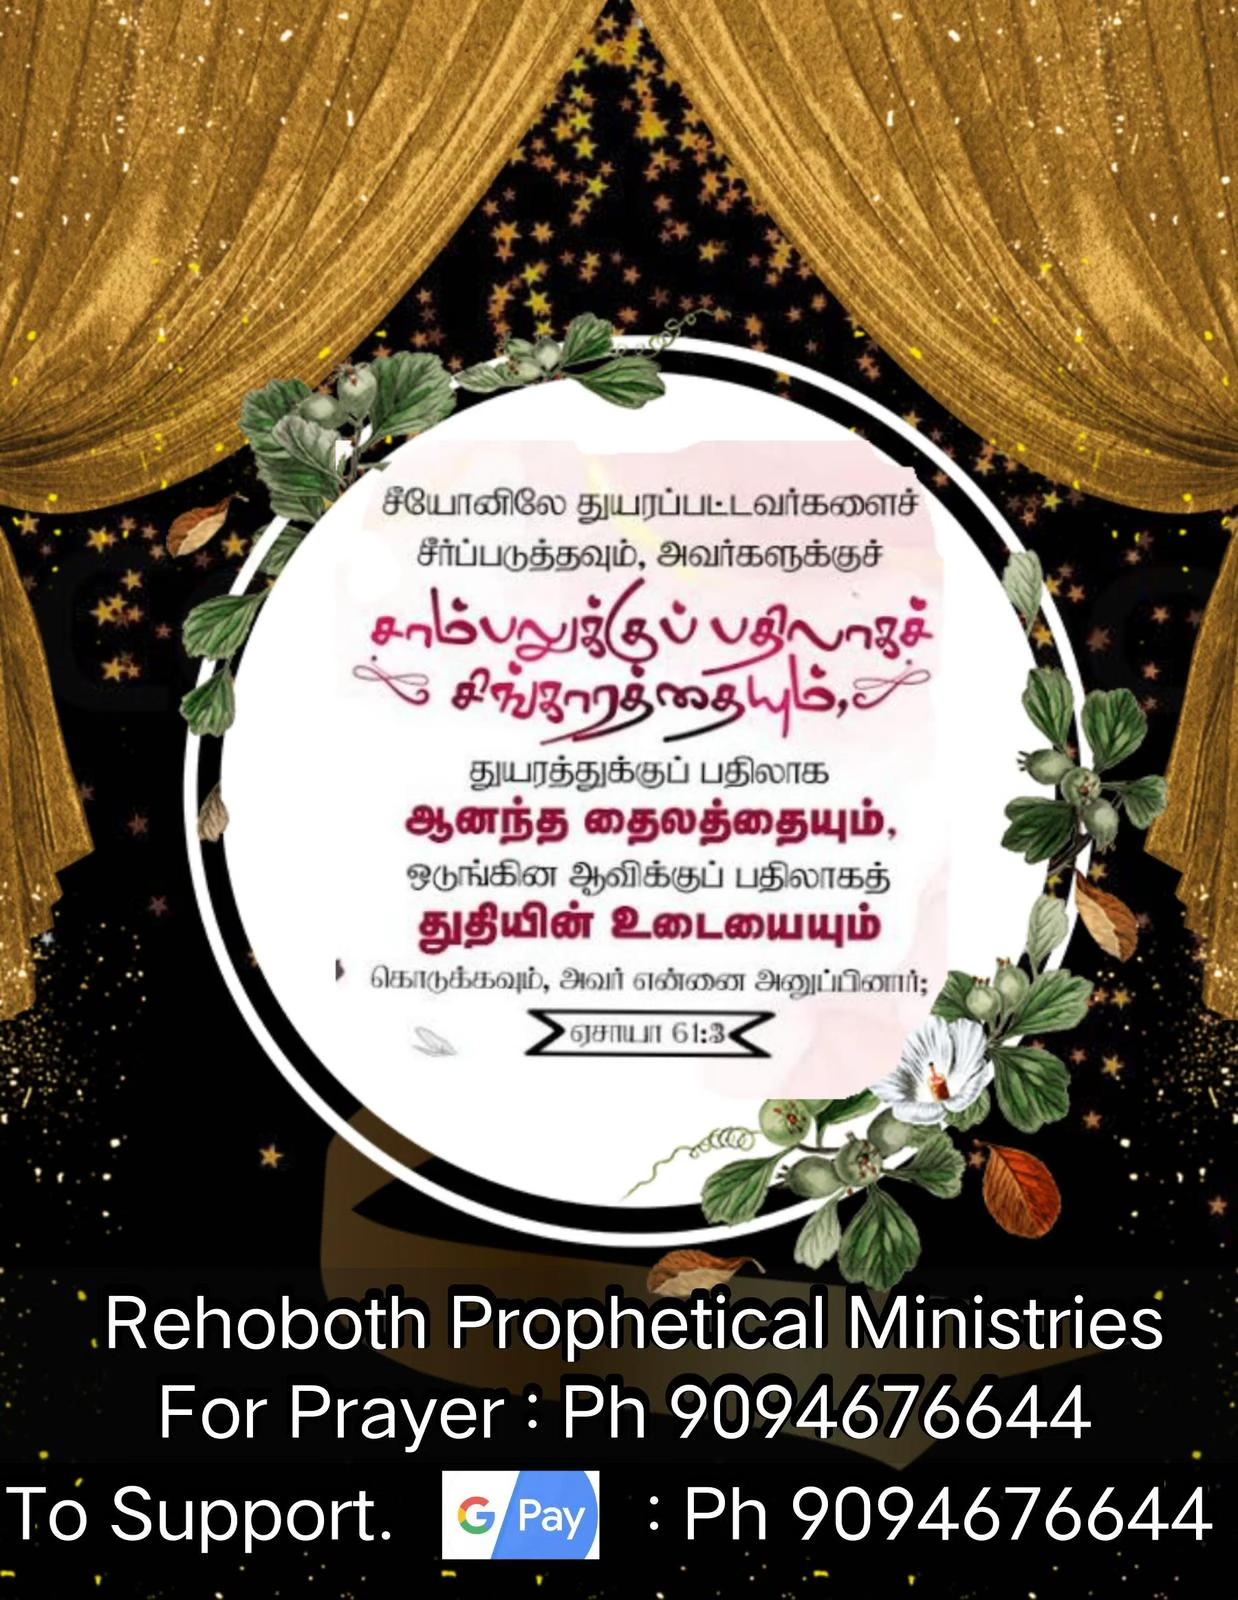 சீயோனிலே துயரப்பட்டவர்களைச்
சீர்ப்படுத்தவும், அவர்களுக்குச்
சாம்பலுக்குப் பதிலாகச்
சிங்காரத்தையும்,
துயரத்துக்குப் பதிலாக
ஆனந்த தைலத்தையும்,
ஒடுங்கின ஆவிக்குப் பதிலாகத்
துதியின் உடையையும்
கொடுக்கவும், அவர் என்னை அனுப்பினார்;
ஏசாயா 61:3
Rehoboth Prophetical Ministries
For Prayer : Ph 9094676644
To Support. G Pay : Ph 9094676644